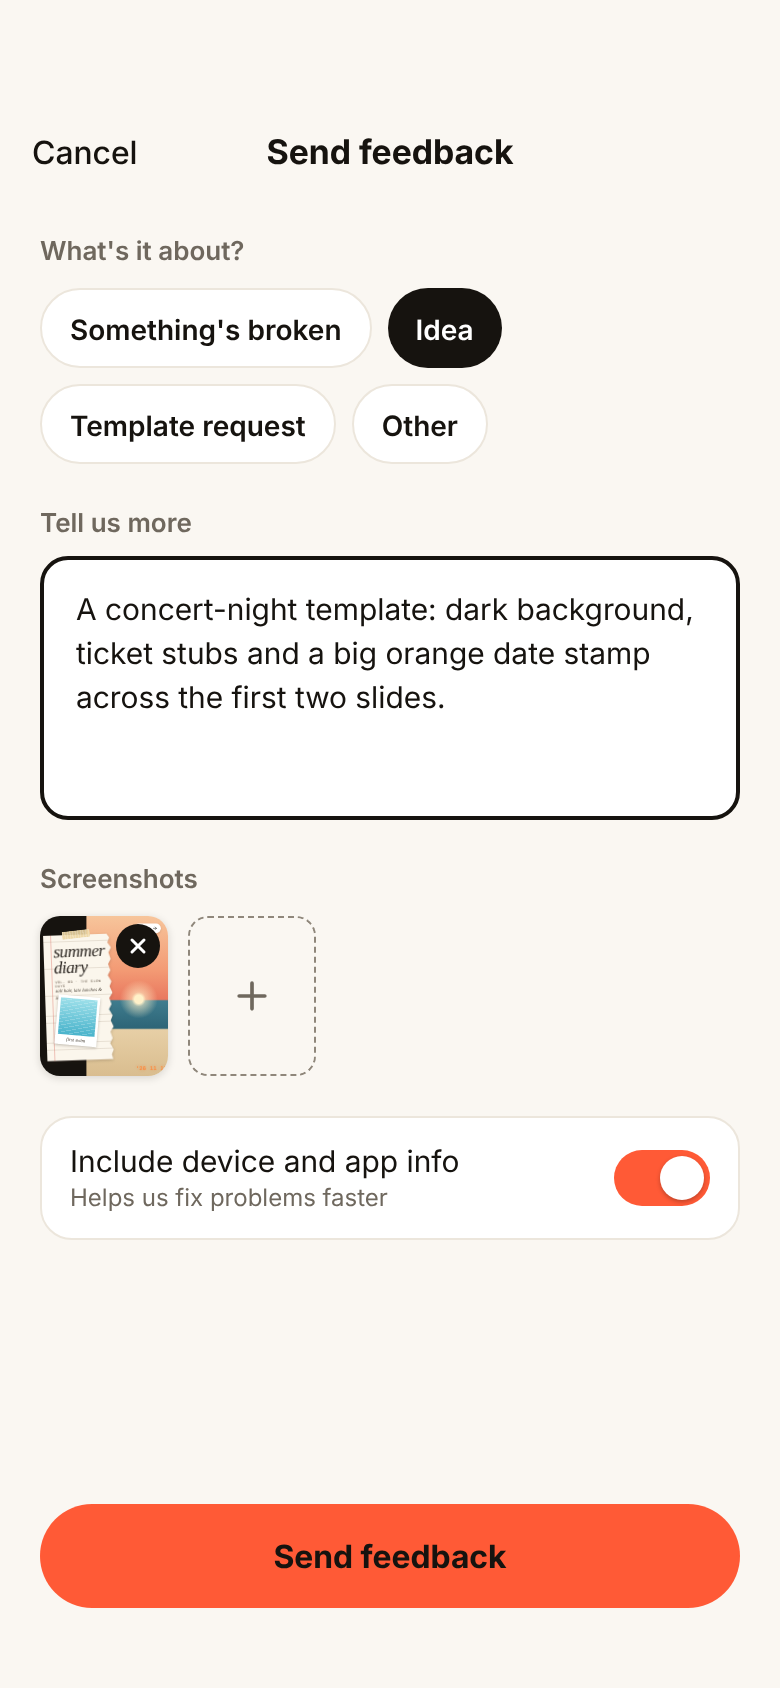 Cancel
Send feedback
What's it about?
Something's broken
Idea
Template request
Other
Tell us more
A concert-night template: dark background,
ticket stubs and a big orange date stamp
across the first two slides.
Screenshots
summer
diary
first swim
Include device and app info
Helps us fix problems faster
Send feedback